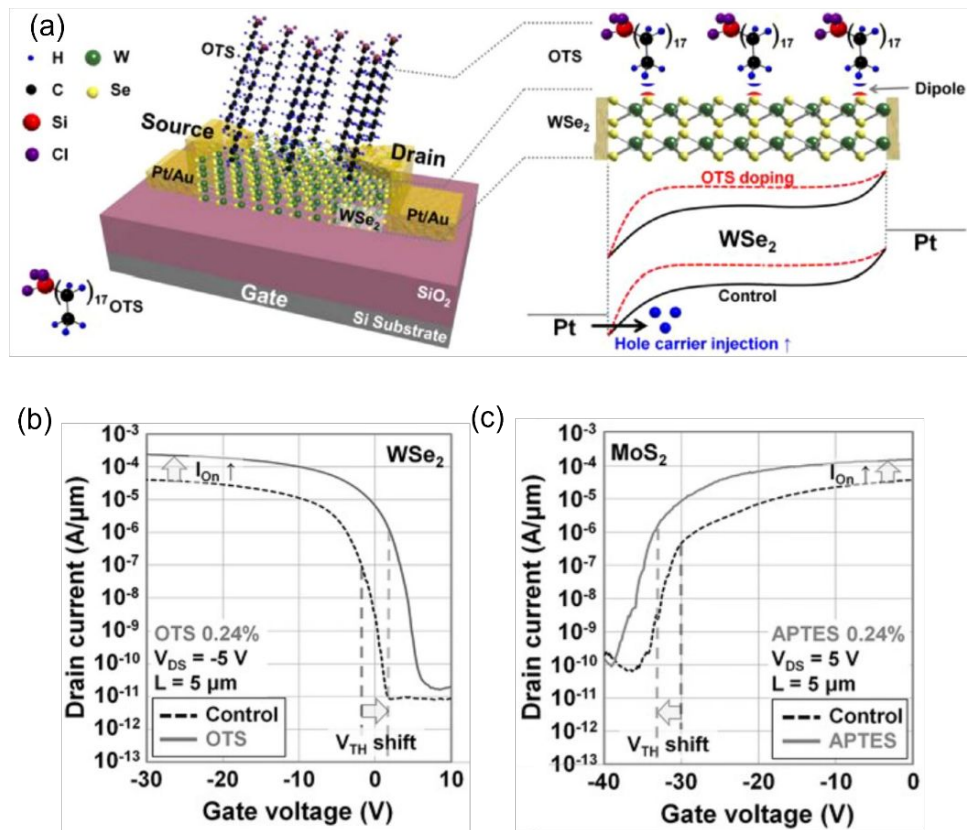 (a)
H
W
C
Se
Si
Cl
OTS
Source
Drain
Pt/Au
WSe2
Pt/Au
SiO2
Gate
Si Substrate
( )17 OTS
OTS
( )17
( )17
( )17
Dipole
WSe2
OTS doping
WSe2
Pt
Control
Pt
Hole carrier injection ↑
(b)
Drain current (A/μm)
10-3
10-4
10-5
10-6
10-7
10-8
10-9
10-10
10-11
10-12
10-13
WSe2
IOn ↑
OTS 0.24%
VDS = -5 V
L = 5 μm
Control
OTS
VTH shift
-30
-20
-10
0
10
Gate voltage (V)
(c)
Drain current (A/μm)
10-3
10-4
10-5
10-6
10-7
10-8
10-9
10-10
10-11
10-12
10-13
MoS2
IOn ↑
APTES 0.24%
VDS = 5 V
L = 5 μm
Control
APTES
VTH shift
-40
-30
-20
-10
0
Gate voltage (V)